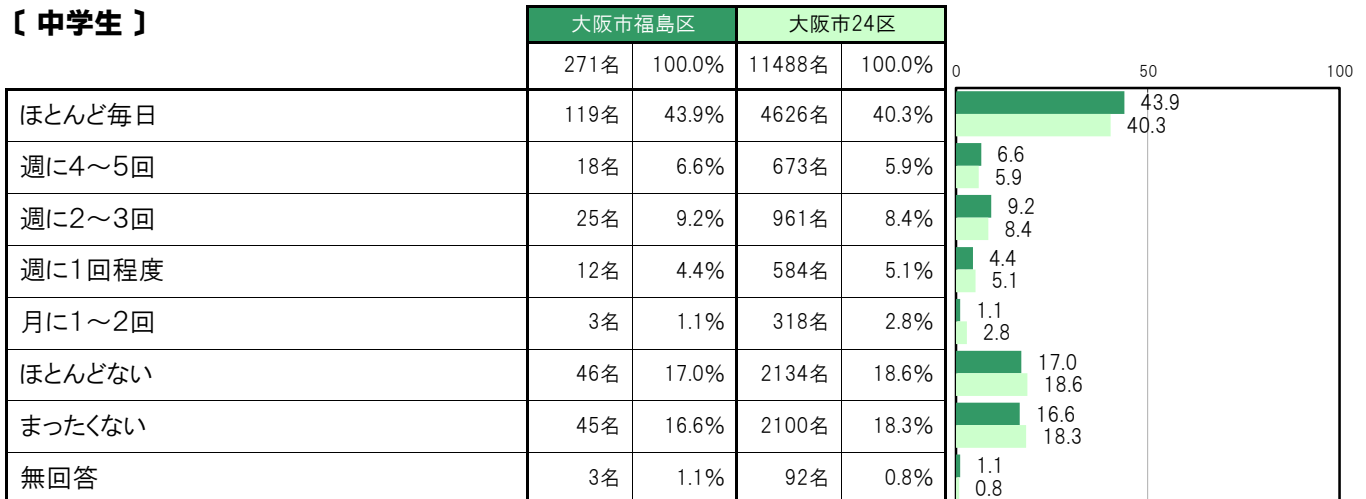 〔 中学生 〕
大阪市福島区 大阪市24区
271名 100.0% 11488名 100.0%
0 50 100
ほとんど毎日 119名 43.9% 4626名 40.3% 43.9
40.3
週に4～5回 18名 6.6% 673名 5.9% 6.6
5.9
週に2～3回 25名 9.2% 961名 8.4% 9.2
8.4
週に1回程度 12名 4.4% 584名 5.1% 4.4
5.1
月に1～2回 3名 1.1% 318名 2.8% 1.1
2.8
ほとんどない 46名 17.0% 2134名 18.6% 17.0
18.6
まったくない 45名 16.6% 2100名 18.3% 16.6
18.3
無回答 3名 1.1% 92名 0.8% 1.1
0.8